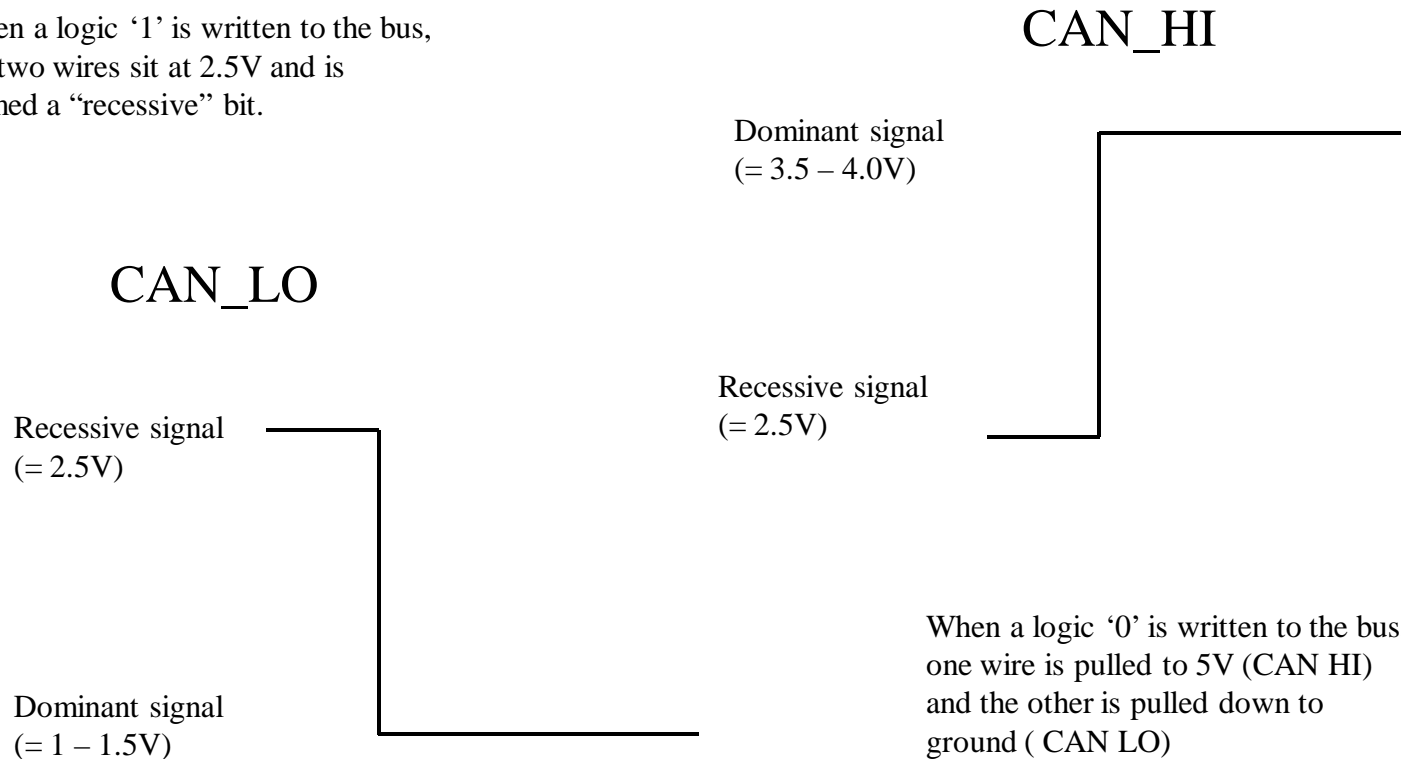 en a logic ‘1’ is written to the bus,
two wires sit at 2.5V and is
ned a “recessive” bit.
CAN_HI
Dominant signal
(= 3.5 – 4.0V)
CAN_LO
Recessive signal
(= 2.5V)
Recessive signal
(= 2.5V)
When a logic ‘0’ is written to the bus
one wire is pulled to 5V (CAN HI)
and the other is pulled down to
ground ( CAN LO)
Dominant signal
(= 1 – 1.5V)